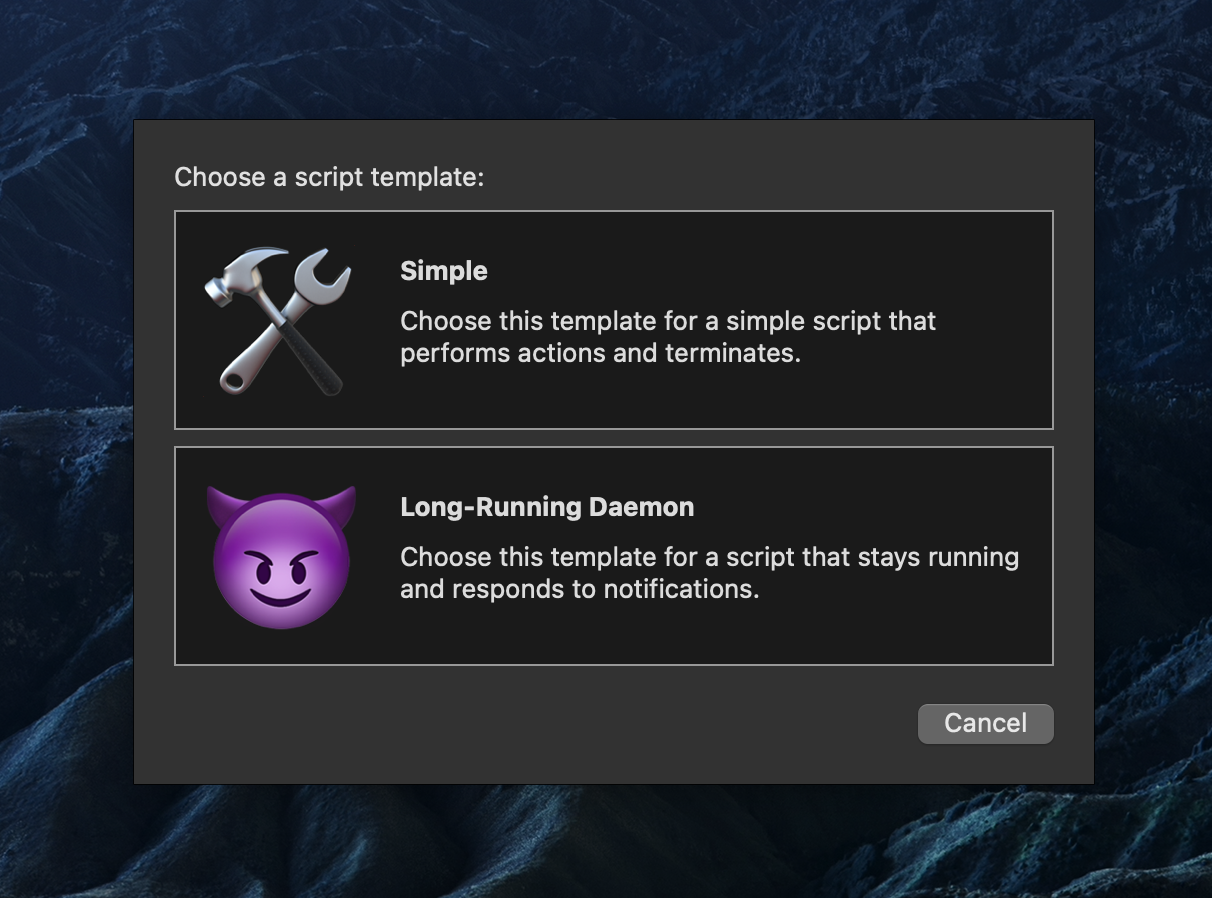 Choose a script template:
Simple
Choose this template for a simple script that
performs actions and terminates.
Long-Running Daemon
Choose this template for a script that stays running
and responds to notifications.
Cancel